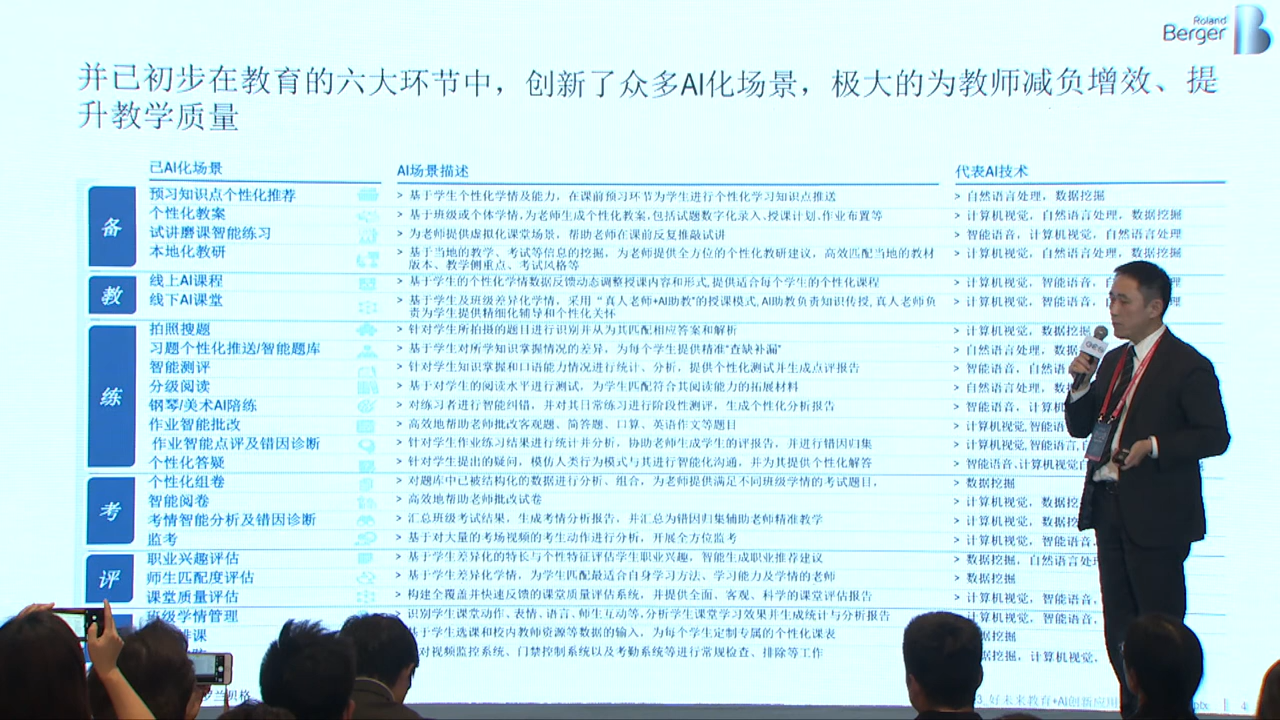 Roland
Berger
并已初步在教育的六大环节中，创新了众多AI化场景，极大的为教师减负增效、提
升教学质量
已AI化场景
AI场景描述
代表AI技术
备
预习知识点个性化推荐
> 基于学生个性化学情及能力，在课前预习环节为学生进行个性化学习知识点推送
> 自然语言处理，数据挖掘
个性化教案
> 基于班级或个体学情,为老师生成个性化教案,包括试题数字化录入、授课计划、作业布置等
> 计算机视觉，自然语言处理，数据挖掘
试讲磨课智能练习
> 为老师提供虚拟化课堂场景，帮助老师在课前反复推敲试讲
> 智能语音，计算机视觉，自然语言处理
本地化教研
> 基于当地的教学、考试等信息的挖掘，为老师提供全方位的个性化教研建议，高效匹配当地的教材
版本、教学侧重点、考试风格等
> 计算机视觉，自然语言处理，数据挖掘
教
线上AI课程
> 基于学生的个性化学情数据反馈动态调整授课内容和形式,提供适合每个学生的个性化课程
> 计算机视觉，智能语音，
线下AI课堂
> 基于学生及班级差异化学情，采用“真人老师+AI助教”的授课模式,AI助教负责知识传授,真人老师负
责为学生提供精细化辅导和个性化关怀
> 计算机视觉，智能语音，
练
拍照搜题
> 针对学生所拍摄的题目进行识别并从为其匹配相应答案和解析
> 计算机视觉，数据挖掘
习题个性化推送/智能题库
> 基于学生对所学知识掌握情况的差异，为每个学生提供精准“查缺补漏”
> 自然语言处理，数据
智能测评
> 针对学生知识掌握和口语能力情况进行统计、分析，提供个性化测试并生成点评报告
> 智能语音，自然语言
分级阅读
> 基于对学生的阅读水平进行测试，为学生匹配符合其阅读能力的拓展材料
> 自然语言处理，数据
钢琴/美术AI陪练
> 对练习者进行智能纠错，并对其日常练习进行阶段性测评，生成个性化分析报告
> 智能语音，计算机
作业智能批改
> 高效地帮助老师批改客观题、简答题、口算、英语作文等题目
> 计算机视觉,智能语音
作业智能点评及错因诊断
> 针对学生作业练习结果进行统计并分析，协助老师生成学生的评报告，并进行错因归集
> 计算机视觉,智能语言,
个性化答疑
> 针对学生提出的疑问，模仿人类行为模式与其进行智能化沟通，并为其提供个性化解答
> 智能语音、计算机视觉
考
个性化组卷
> 对题库中已被结构化的数据进行分析、组合，为老师提供满足不同班级学情的考试题目，
> 数据挖掘
智能阅卷
> 高效地帮助老师批改试卷
> 计算机视觉，数据挖
考情智能分析及错因诊断
> 汇总班级考试结果，生成考情分析报告，并汇总为错因归集辅助老师精准教学
> 计算机视觉，数据挖
监考
> 基于对大量的考场视频的考生动作进行分析，开展全方位监考
> 计算机视觉，智能语音，
评
职业兴趣评估
> 基于学生差异化的特长与个性特征评估学生职业兴趣，智能生成职业推荐建议
> 数据挖掘，自然语言
师生匹配度评估
> 基于学生差异化学情，为学生匹配最适合自身学习方法、学习能力及学情的老师
> 数据挖掘
课堂质量评估
> 构建全覆盖并快速反馈的课堂质量评估系统，并提供全面、客观、科学的课堂评估报告
> 计算机视觉，智能语音，
班级学情管理
> 识别学生课堂动作、表情、语言、师生互动等,分析学生课堂学习效果并生成统计与分析报告
> 计算机视觉，智能语音，
排课
基于学生选课和校内教师资源等数据的输入，为每个学生定制专属的个性化课表
挖掘
对视频监控系统、门禁控制系统以及考勤系统等进行常规检查、排除等工作
据挖掘，计算机视觉，
罗兰贝格
好未来教育+AI创新应用
4